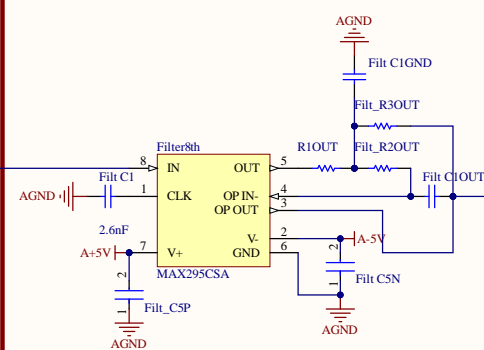 AGND
Filt C1GND
Filt_R3OUT
Filter8th
R1OUT
Filt_R2OUT
8
IN
OUT
5
Filt C1
Filt C1OUT
AGND
1
CLK
OP IN-
4
OP OUT
3
2.6nF
A+5V
7
V+
V-
2
A-5V
GND
6
2
MAX295CSA
2
Filt C5N
1
Filt_C5P
1
AGND
AGND